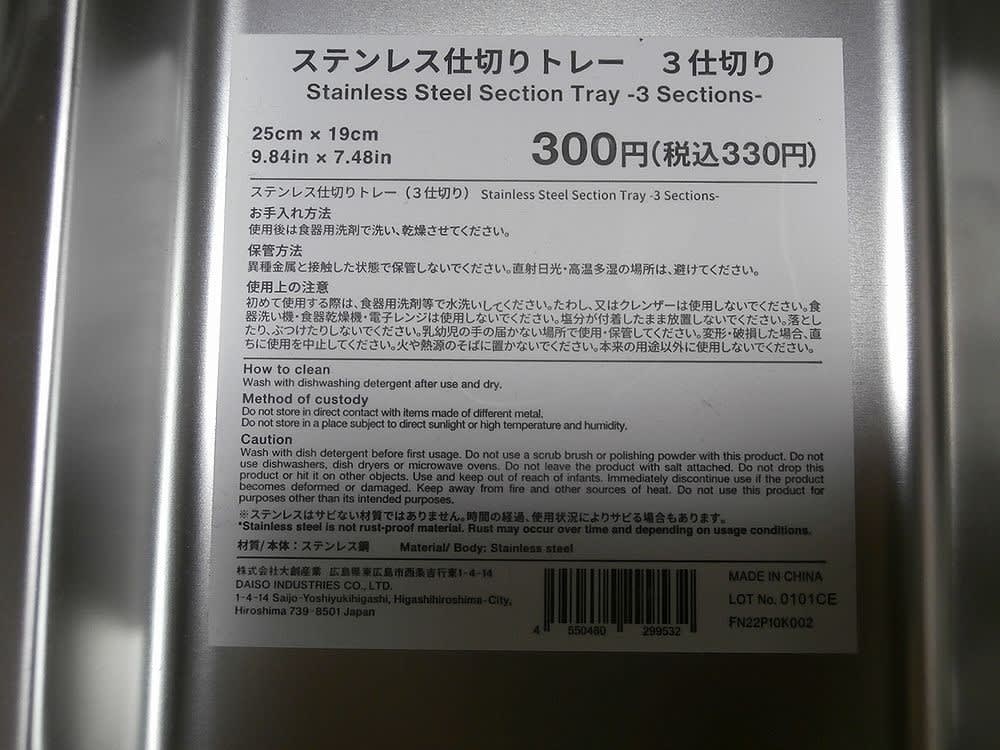 ステンレス仕切りトレー　３仕切り
Stainless Steel Section Tray -3 Sections-
25cm × 19cm
9.84in × 7.48in
300円(税込330円)
ステンレス仕切りトレー（３仕切り） Stainless Steel Section Tray -3 Sections-
お手入れ方法
使用後は食器用洗剤で洗い、乾燥させてください。
保管方法
異種金属と接触した状態で保管しないでください。直射日光・高温多湿の場所は、避けてください。
使用上の注意
初めて使用する際は、食器用洗剤等で水洗いしてください。たわし、又はクレンザーは使用しないでください。食
器洗い機・食器乾燥機・電子レンジは使用しないでください。塩分が付着したまま放置しないでください。落とし
たり、ぶつけたりしないでください。乳幼児の手の届かない場所で使用・保管してください。変形・破損した場合、直
ちに使用を中止してください。火や熱源のそばに置かないでください。本来の用途以外に使用しないでください。
How to clean
Wash with dishwashing detergent after use and dry.
Method of custody
Do not store in direct contact with items made of different metal.
Do not store in a place subject to direct sunlight or high temperature and humidity.
Caution
Wash with dish detergent before first usage. Do not use a scrub brush or polishing powder with this product. Do not
use dishwashers, dish dryers or microwave ovens. Do not leave the product with salt attached. Do not drop this
product or hit it on other objects. Use and keep out of reach of infants. Immediately discontinue use if the product
becomes deformed or damaged. Keep away from fire and other sources of heat. Do not use this product for
purposes other than its intended purposes.
※ステンレスはサビない材質ではありません。時間の経過、使用状況によりサビる場合もあります。
*Stainless steel is not rust-proof material. Rust may occur over time and depending on usage conditions.
材質/本体：ステンレス鋼　Material/ Body: Stainless steel
株式会社大創産業　広島県東広島市西条吉行東1-4-14
DAISO INDUSTRIES CO., LTD.
1-4-14 Saijo-Yoshiyukihigashi, Higashihiroshima-City,
Hiroshima 739-8501 Japan
4 550480 299532
MADE IN CHINA
LOT No. 0101CE
FN22P10K002